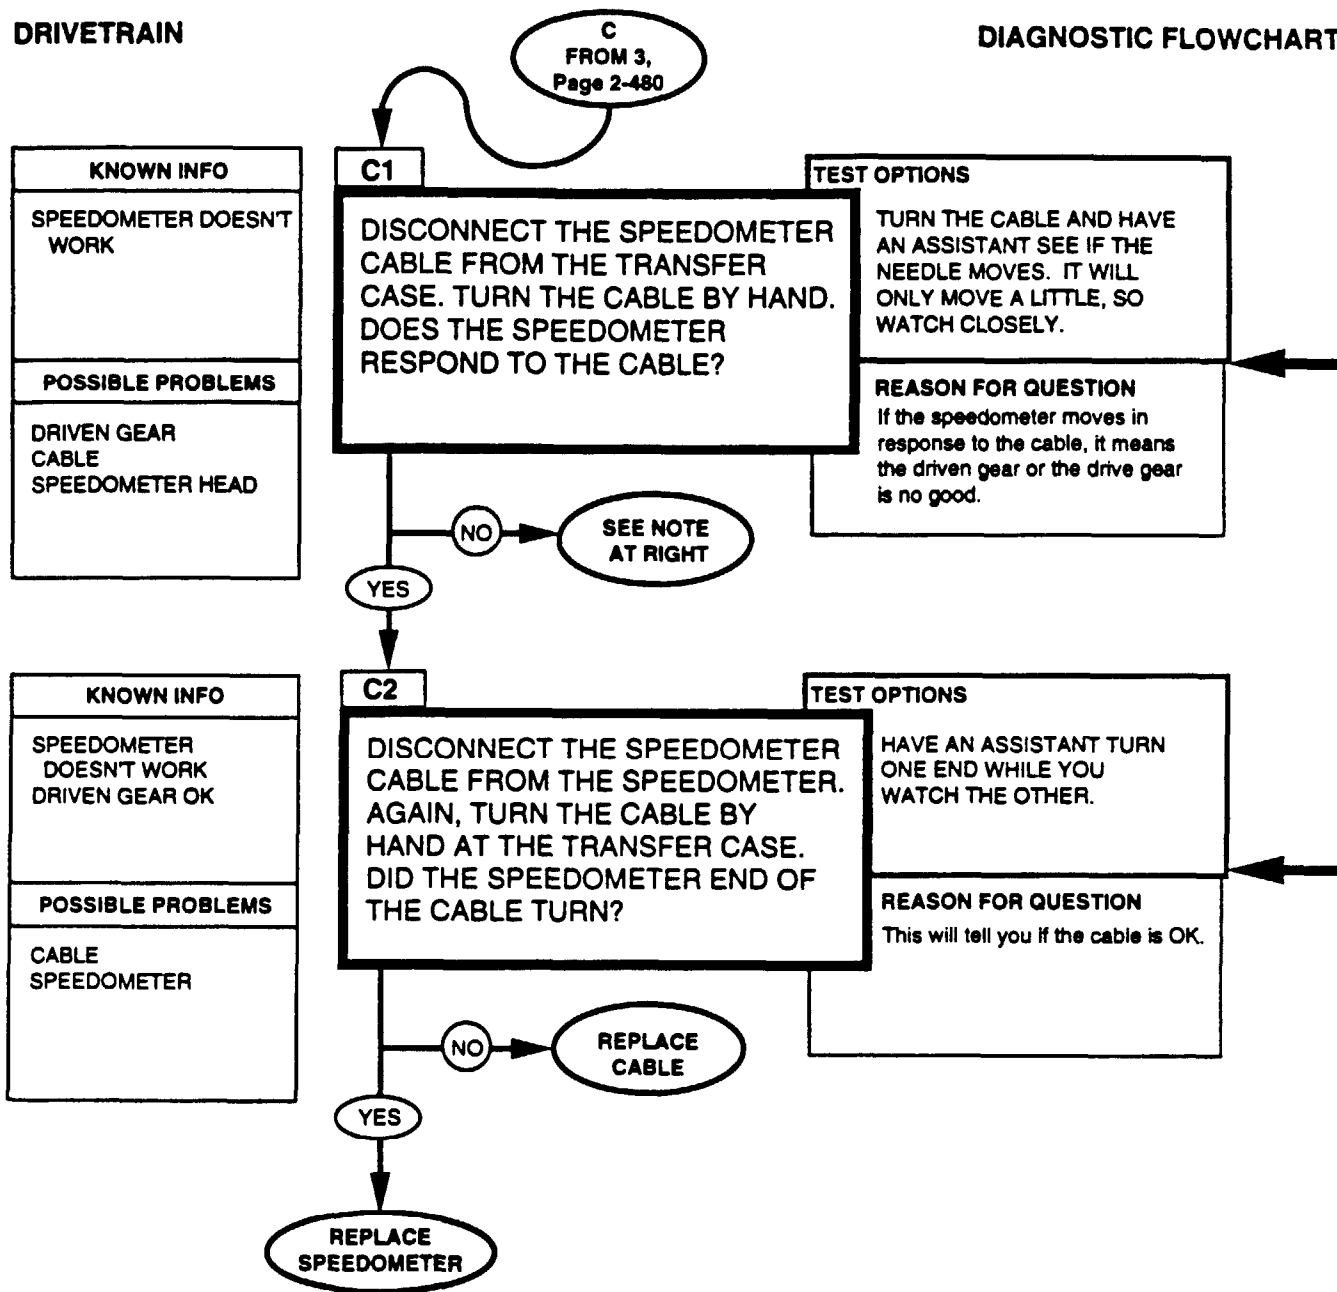 DRIVETRAIN
DIAGNOSTIC FLOWCHART
C
FROM 3,
Page 2-480
KNOWN INFO
SPEEDOMETER DOESN'T
WORK
POSSIBLE PROBLEMS
DRIVEN GEAR
CABLE
SPEEDOMETER HEAD
C1
DISCONNECT THE SPEEDOMETER
CABLE FROM THE TRANSFER
CASE. TURN THE CABLE BY HAND.
DOES THE SPEEDOMETER
RESPOND TO THE CABLE?
TEST OPTIONS
TURN THE CABLE AND HAVE
AN ASSISTANT SEE IF THE
NEEDLE MOVES. IT WILL
ONLY MOVE A LITTLE, SO
WATCH CLOSELY.
REASON FOR QUESTION
If the speedometer moves in
response to the cable, it means
the driven gear or the drive gear
is no good.
NO
SEE NOTE
AT RIGHT
YES
KNOWN INFO
SPEEDOMETER
DOESN'T WORK
DRIVEN GEAR OK
POSSIBLE PROBLEMS
CABLE
SPEEDOMETER
C2
DISCONNECT THE SPEEDOMETER
CABLE FROM THE SPEEDOMETER.
AGAIN, TURN THE CABLE BY
HAND AT THE TRANSFER CASE.
DID THE SPEEDOMETER END OF
THE CABLE TURN?
TEST OPTIONS
HAVE AN ASSISTANT TURN
ONE END WHILE YOU
WATCH THE OTHER.
REASON FOR QUESTION
This will tell you if the cable is OK.
NO
REPLACE
CABLE
YES
REPLACE
SPEEDOMETER